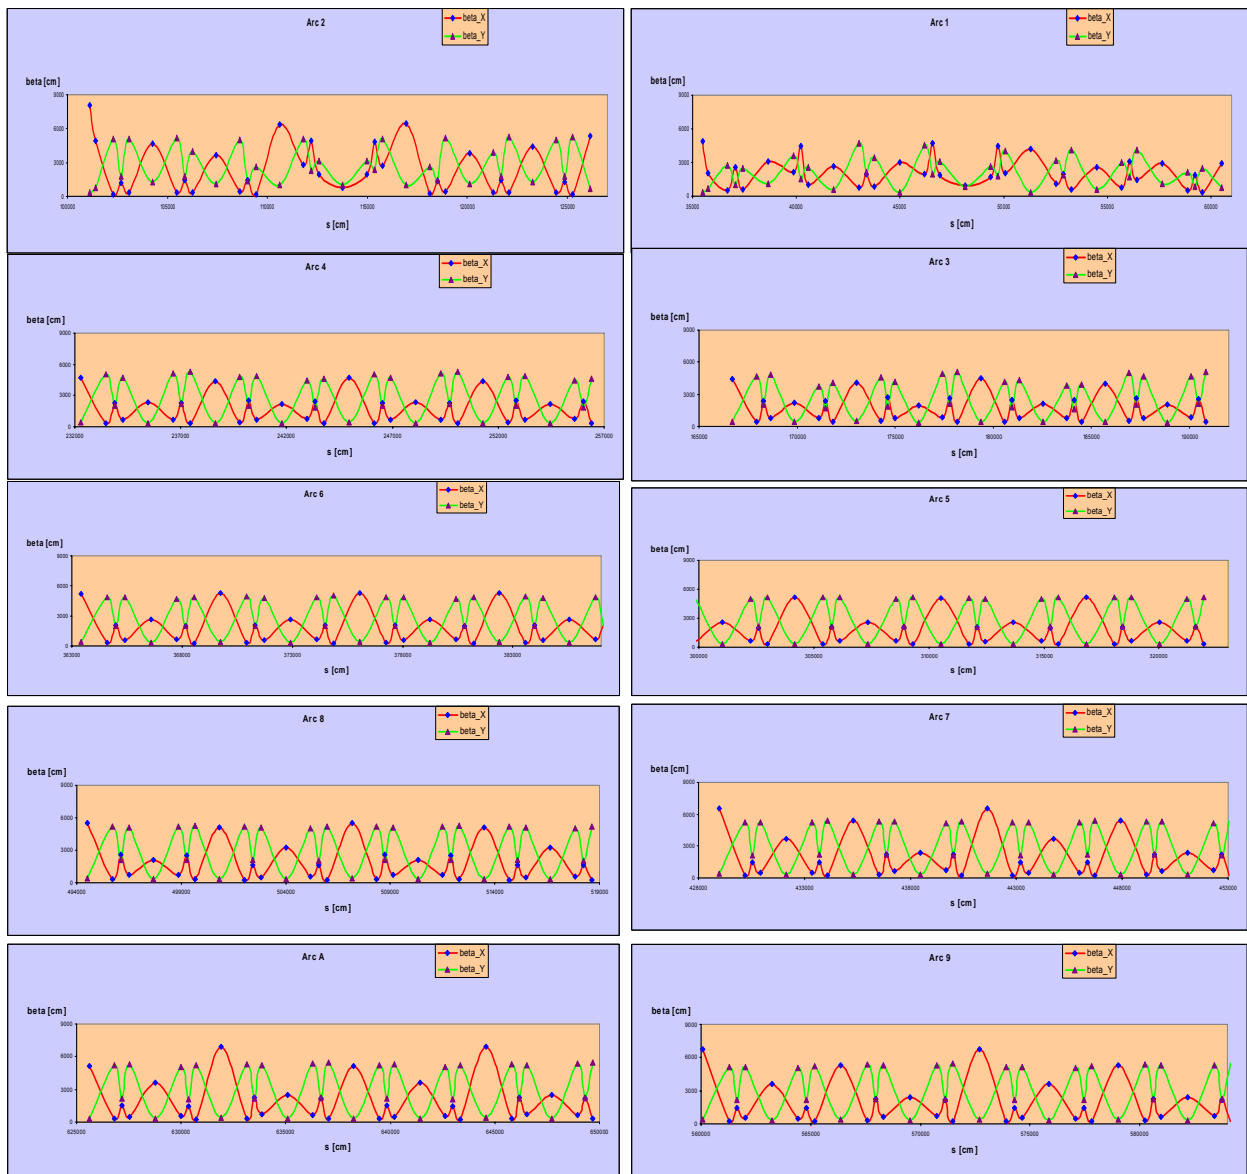 Arc 2
beta_X
beta_Y
beta [cm]
9000
6000
3000
0
100000 105000 110000 115000 120000 125000
s [cm]
Arc 1
beta_X
beta_Y
beta [cm]
9000
6000
3000
0
35000 40000 45000 50000 55000 60000
s [cm]
Arc 4
beta_X
beta_Y
beta [cm]
9000
6000
3000
0
232000 237000 242000 247000 252000 257000
s [cm]
Arc 3
beta_X
beta_Y
beta [cm]
9000
6000
3000
0
165000 170000 175000 180000 185000 190000
s [cm]
Arc 6
beta_X
beta_Y
beta [cm]
9000
6000
3000
0
363000 368000 373000 378000 383000
s [cm]
Arc 5
beta_X
beta_Y
beta [cm]
9000
6000
3000
0
300000 305000 310000 315000 320000
s [cm]
Arc 8
beta_X
beta_Y
beta [cm]
9000
6000
3000
0
494000 499000 504000 509000 514000 519000
s [cm]
Arc 7
beta_X
beta_Y
beta [cm]
9000
6000
3000
0
428000 433000 438000 443000 448000 453000
s [cm]
Arc A
beta_X
beta_Y
beta [cm]
9000
6000
3000
0
625000 630000 635000 640000 645000 650000
s [cm]
Arc 9
beta_X
beta_Y
beta [cm]
9000
6000
3000
0
560000 565000 570000 575000 580000
s [cm]